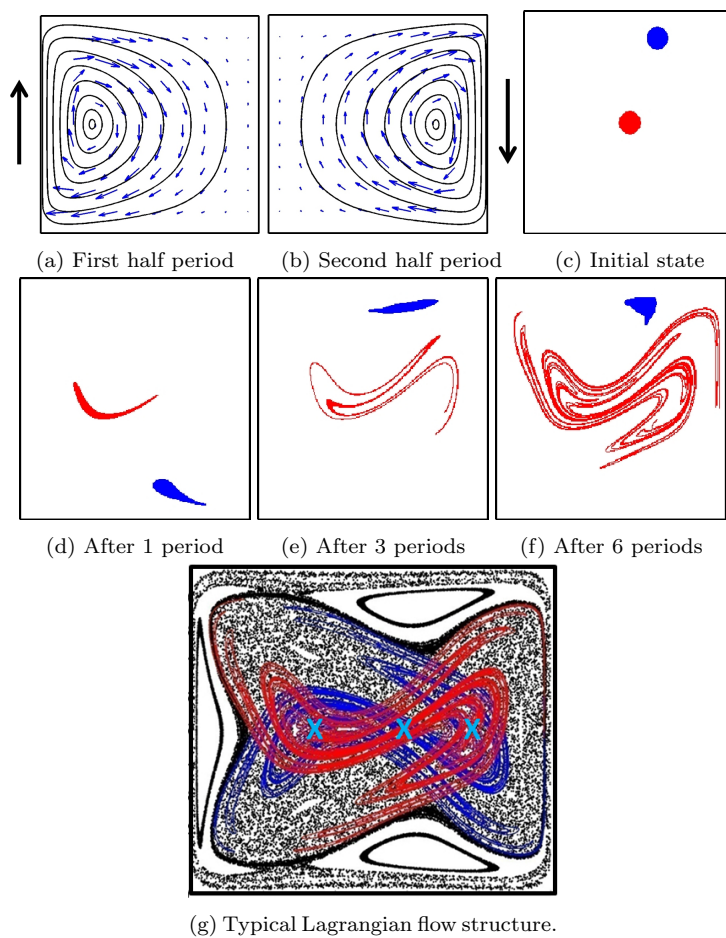 (a) First half period
(b) Second half period
(c) Initial state
(d) After 1 period
(e) After 3 periods
(f) After 6 periods
X X X
(g) Typical Lagrangian flow structure.